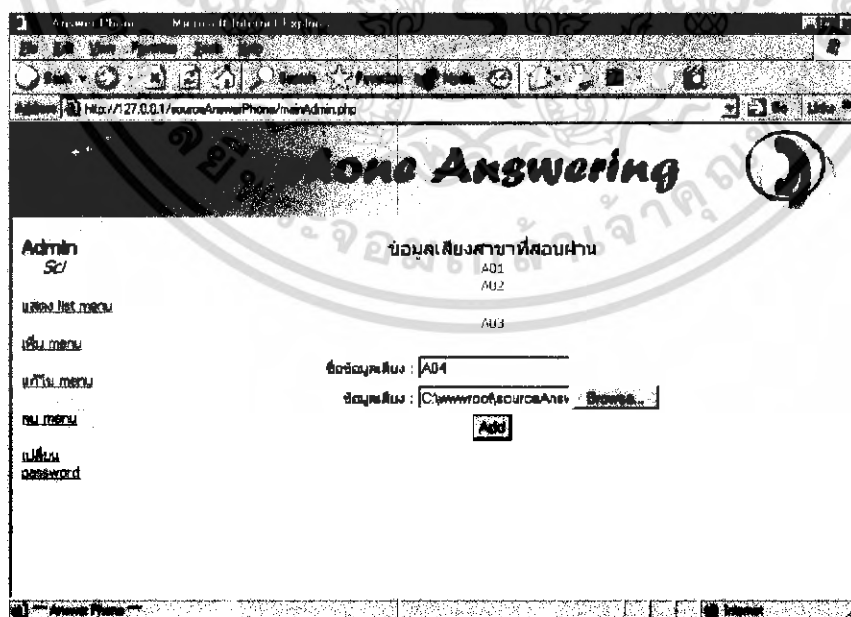 Answer Phone Microsoft Internet Explorer
File Edit View Favorites Tools Help
Back Search Favorites Media
Address http://127.0.0.1/sourceAnswerPhone/mainAdmin.php Go Links
Phone Answering
Admin
Sci
ข้อมูลเสียงสาขาที่สอบผ่าน
A01
A02
แสดง list menu
A03
เพิ่ม menu
ชื่อข้อมูลเสียง : A04
แก้ไข menu
ข้อมูลเสียง : C:\wwwroot\sourceAnsw Browse...
ลบ menu
Add
เปลี่ยน
password
*** Answer Phone *** Internet